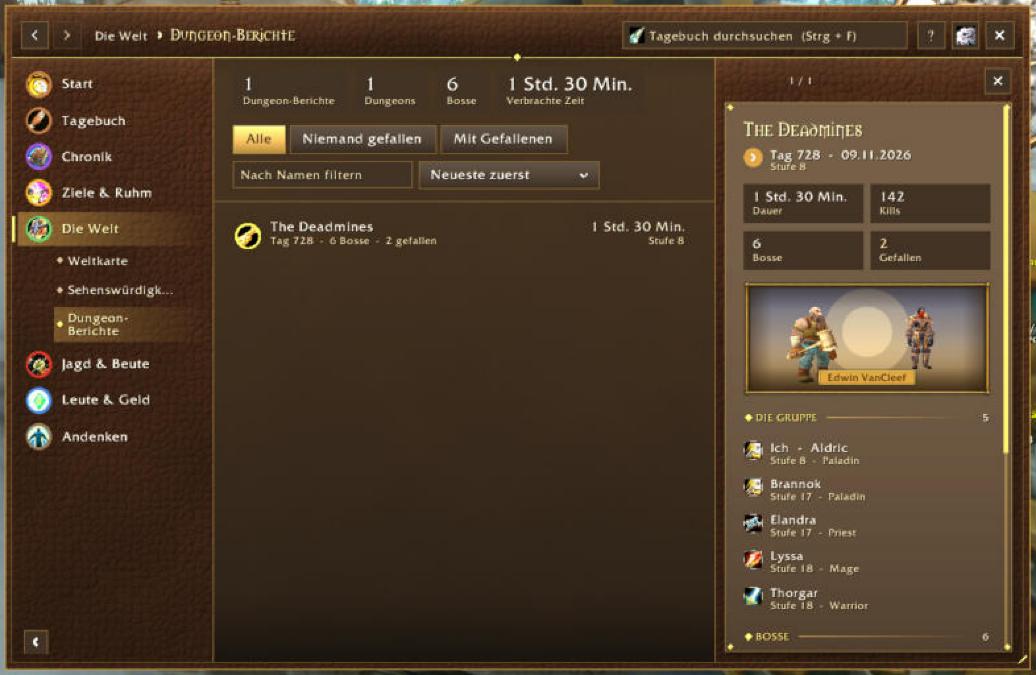 Die Welt › Dungeon-Berichte
Tagebuch durchsuchen (Strg + F)
?
Start
Tagebuch
Chronik
Ziele & Ruhm
Die Welt
Weltkarte
Sehenswürdigk...
Dungeon-
Berichte
Jagd & Beute
Leute & Geld
Andenken
1
Dungeon-Berichte
1
Dungeons
6
Bosse
1 Std. 30 Min.
Verbrachte Zeit
Alle
Niemand gefallen
Mit Gefallenen
Nach Namen filtern
Neueste zuerst
The Deadmines
Tag 728 - 6 Bosse - 2 gefallen
1 Std. 30 Min.
Stufe 8
1 / 1
The Deadmines
Tag 728 - 09.11.2026
Stufe 8
1 Std. 30 Min.
Dauer
142
Kills
6
Bosse
2
Gefallen
Edwin VanCleef
Die Gruppe
5
Ich - Aldric
Stufe 8 - Paladin
Brannok
Stufe 17 - Paladin
Elandra
Stufe 17 - Priest
Lyssa
Stufe 18 - Mage
Thorgar
Stufe 18 - Warrior
Bosse
6